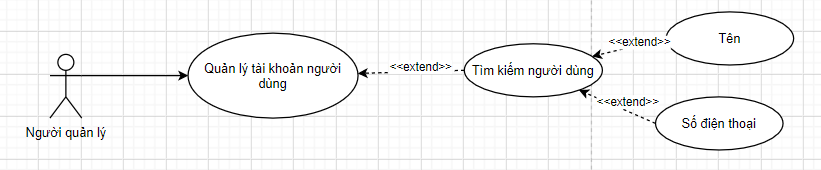 Người quản lý
Quản lý tài khoản người
dùng
<<extend>>
Tìm kiếm người dùng
<<extend>>
Tên
<<extend>>
Số điện thoại